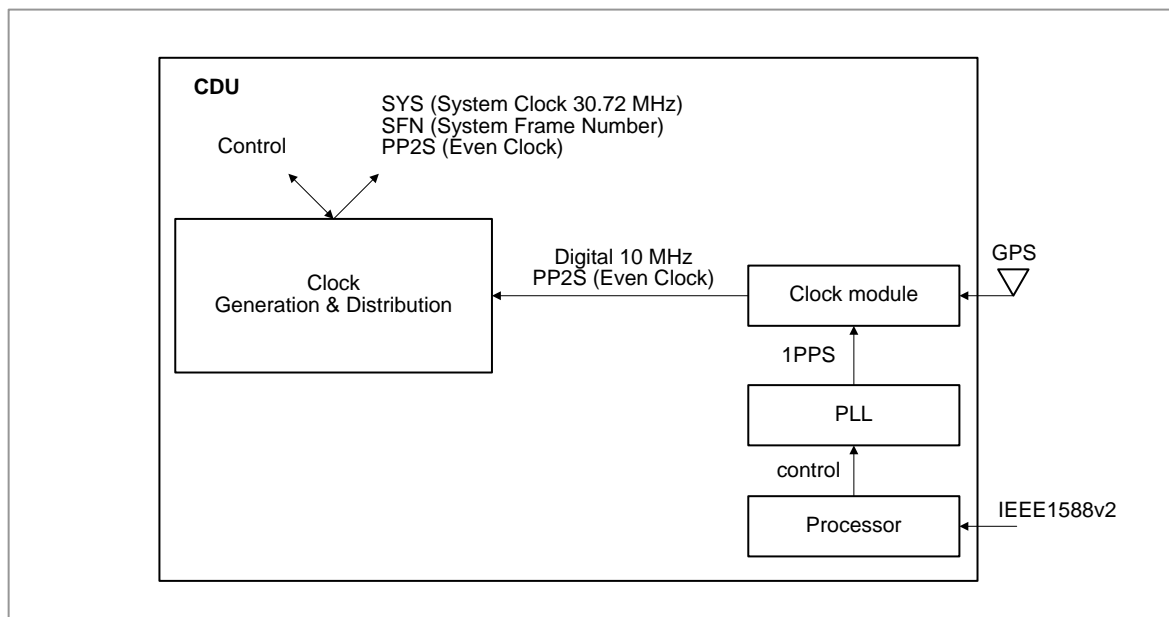 CDU
SYS (System Clock 30.72 MHz)
SFN (System Frame Number)
PP2S (Even Clock)
Control
Clock
Generation & Distribution
Digital 10 MHz
PP2S (Even Clock)
GPS
Clock module
1PPS
PLL
control
IEEE1588v2
Processor